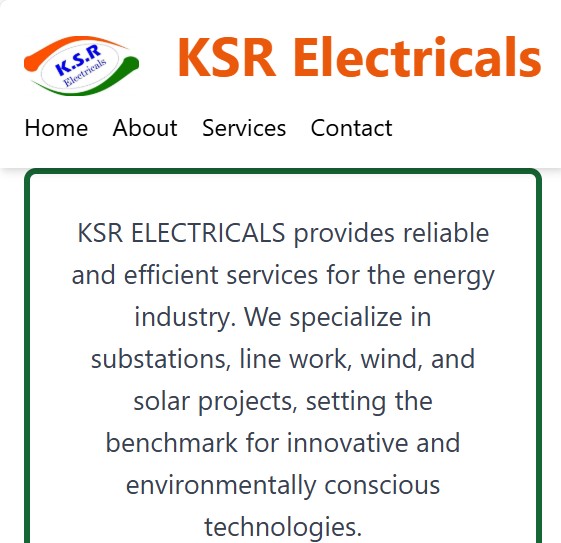 K.S.R
Electricals
KSR Electricals
Home About Services Contact
KSR ELECTRICALS provides reliable
and efficient services for the energy
industry. We specialize in
substations, line work, wind, and
solar projects, setting the
benchmark for innovative and
environmentally conscious
technologies.